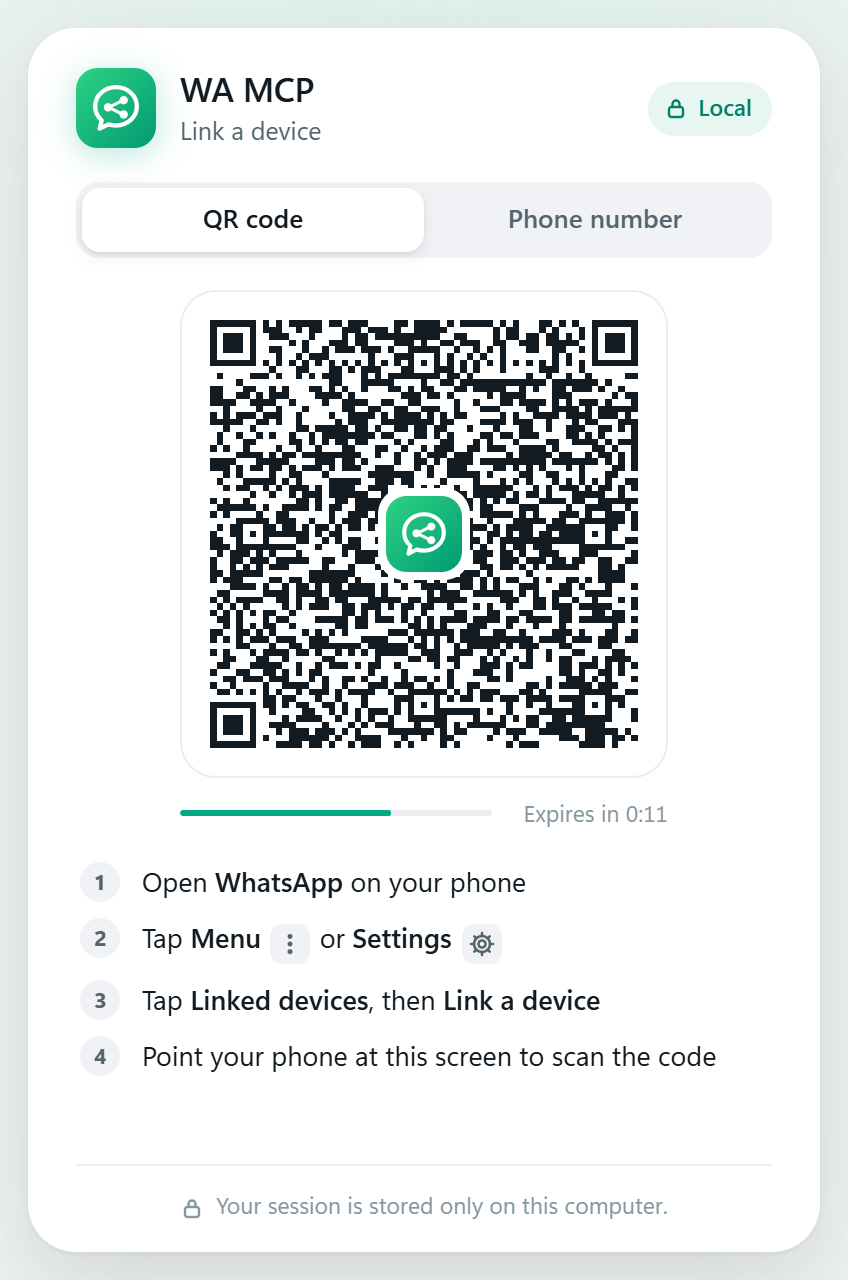 WA MCP
Link a device
Local
QR code
Phone number
Expires in 0:11
1 Open WhatsApp on your phone
2 Tap Menu or Settings
3 Tap Linked devices, then Link a device
4 Point your phone at this screen to scan the code
Your session is stored only on this computer.